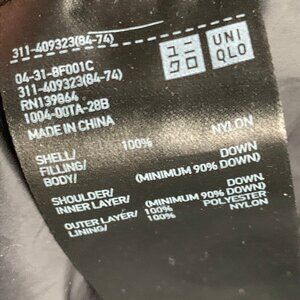 311-409323(84-74)
UNI
QLO
04-31-8F001C
311-409323(84-74)
RN139864
1004-00TA-28B
MADE IN CHINA
SHELL/ 100% NYLON
FILLING/ DOWN
BODY/ (MINIMUM 90% DOWN)
SHOULDER/ DOWN
INNER LAYER/ (MINIMUM 90% DOWN)
DOWN
OUTER LAYER/ 100% POLYESTER
LINING/ 100% NYLON